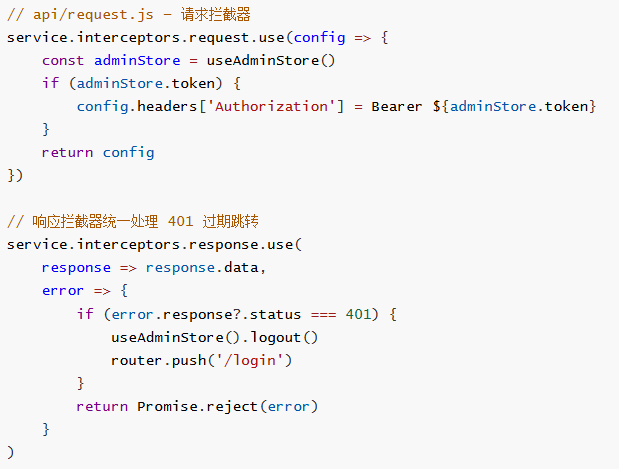 // api/request.js — 请求拦截器
service.interceptors.request.use(config => {
    const adminStore = useAdminStore()
    if (adminStore.token) {
        config.headers['Authorization'] = Bearer ${adminStore.token}
    }
    return config
})

// 响应拦截器统一处理 401 过期跳转
service.interceptors.response.use(
    response => response.data,
    error => {
        if (error.response?.status === 401) {
            useAdminStore().logout()
            router.push('/login')
        }
        return Promise.reject(error)
    }
)